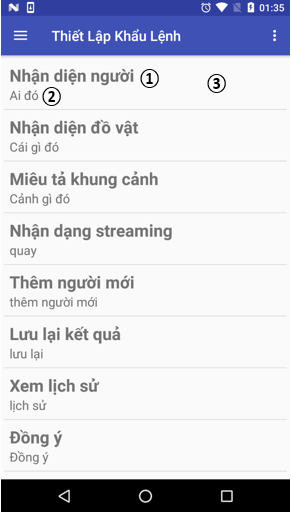 01:35
Thiết Lập Khẩu Lệnh
Nhận diện người ①
③
Ai đó ②
Nhận diện đồ vật
Cái gì đó
Miêu tả khung cảnh
Cảnh gì đó
Nhận dạng streaming
quay
Thêm người mới
thêm người mới
Lưu lại kết quả
lưu lại
Xem lịch sử
lịch sử
Đồng ý
Đồng ý